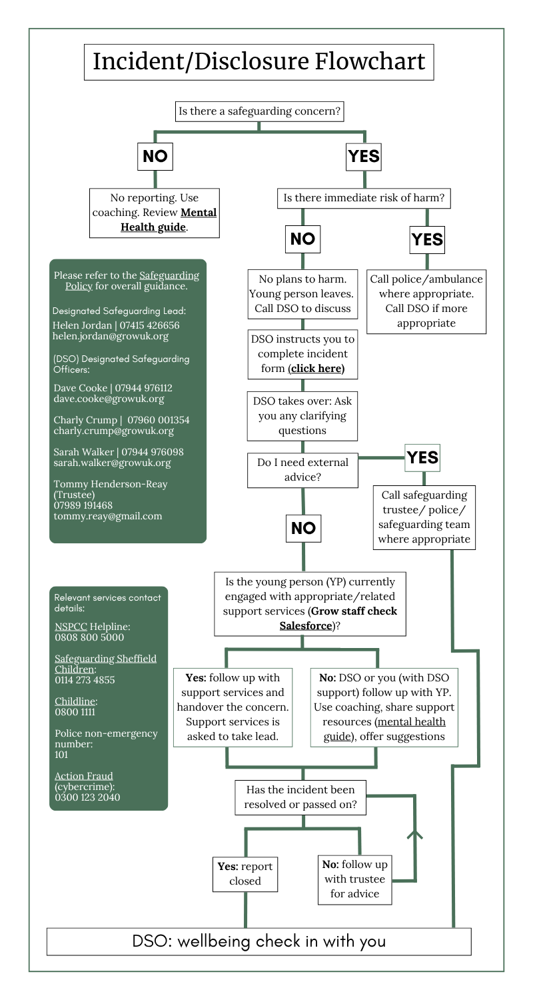 Incident/Disclosure Flowchart
Is there a safeguarding concern?
NO
YES
No reporting. Use
coaching. Review Mental
Health guide.
Is there immediate risk of harm?
NO
YES
No plans to harm.
Young person leaves.
Call DSO to discuss
Call police/ambulance
where appropriate.
Call DSO if more
appropriate
DSO instructs you to
complete incident
form (click here)
DSO takes over: Ask
you any clarifying
questions
Do I need external
advice?
YES
Call safeguarding
trustee/ police/
safeguarding team
where appropriate
NO
Please refer to the Safeguarding
Policy for overall guidance.
Designated Safeguarding Lead:
Helen Jordan | 07415 426656
helen.jordan@growuk.org
(DSO) Designated Safeguarding
Officers:
Dave Cooke | 07944 976112
dave.cooke@growuk.org
Charly Crump |  07960 001354
charly.crump@growuk.org
Sarah Walker | 07944 976098
sarah.walker@growuk.org
Tommy Henderson-Reay
(Trustee)
07989 191468
tommy.reay@gmail.com
Is the young person (YP) currently
engaged with appropriate/related
support services (Grow staff check
Salesforce)?
Relevant services contact
details:
NSPCC Helpline:
0808 800 5000
Safeguarding Sheffield
Children:
0114 273 4855
Childline:
0800 1111
Police non-emergency
number:
101
Action Fraud
(cybercrime):
0300 123 2040
Yes: follow up with
support services and
handover the concern.
Support services is
asked to take lead.
No: DSO or you (with DSO
support) follow up with YP.
Use coaching, share support
resources (mental health
guide), offer suggestions
Has the incident been
resolved or passed on?
Yes: report
closed
No: follow up
with trustee
for advice
DSO: wellbeing check in with you